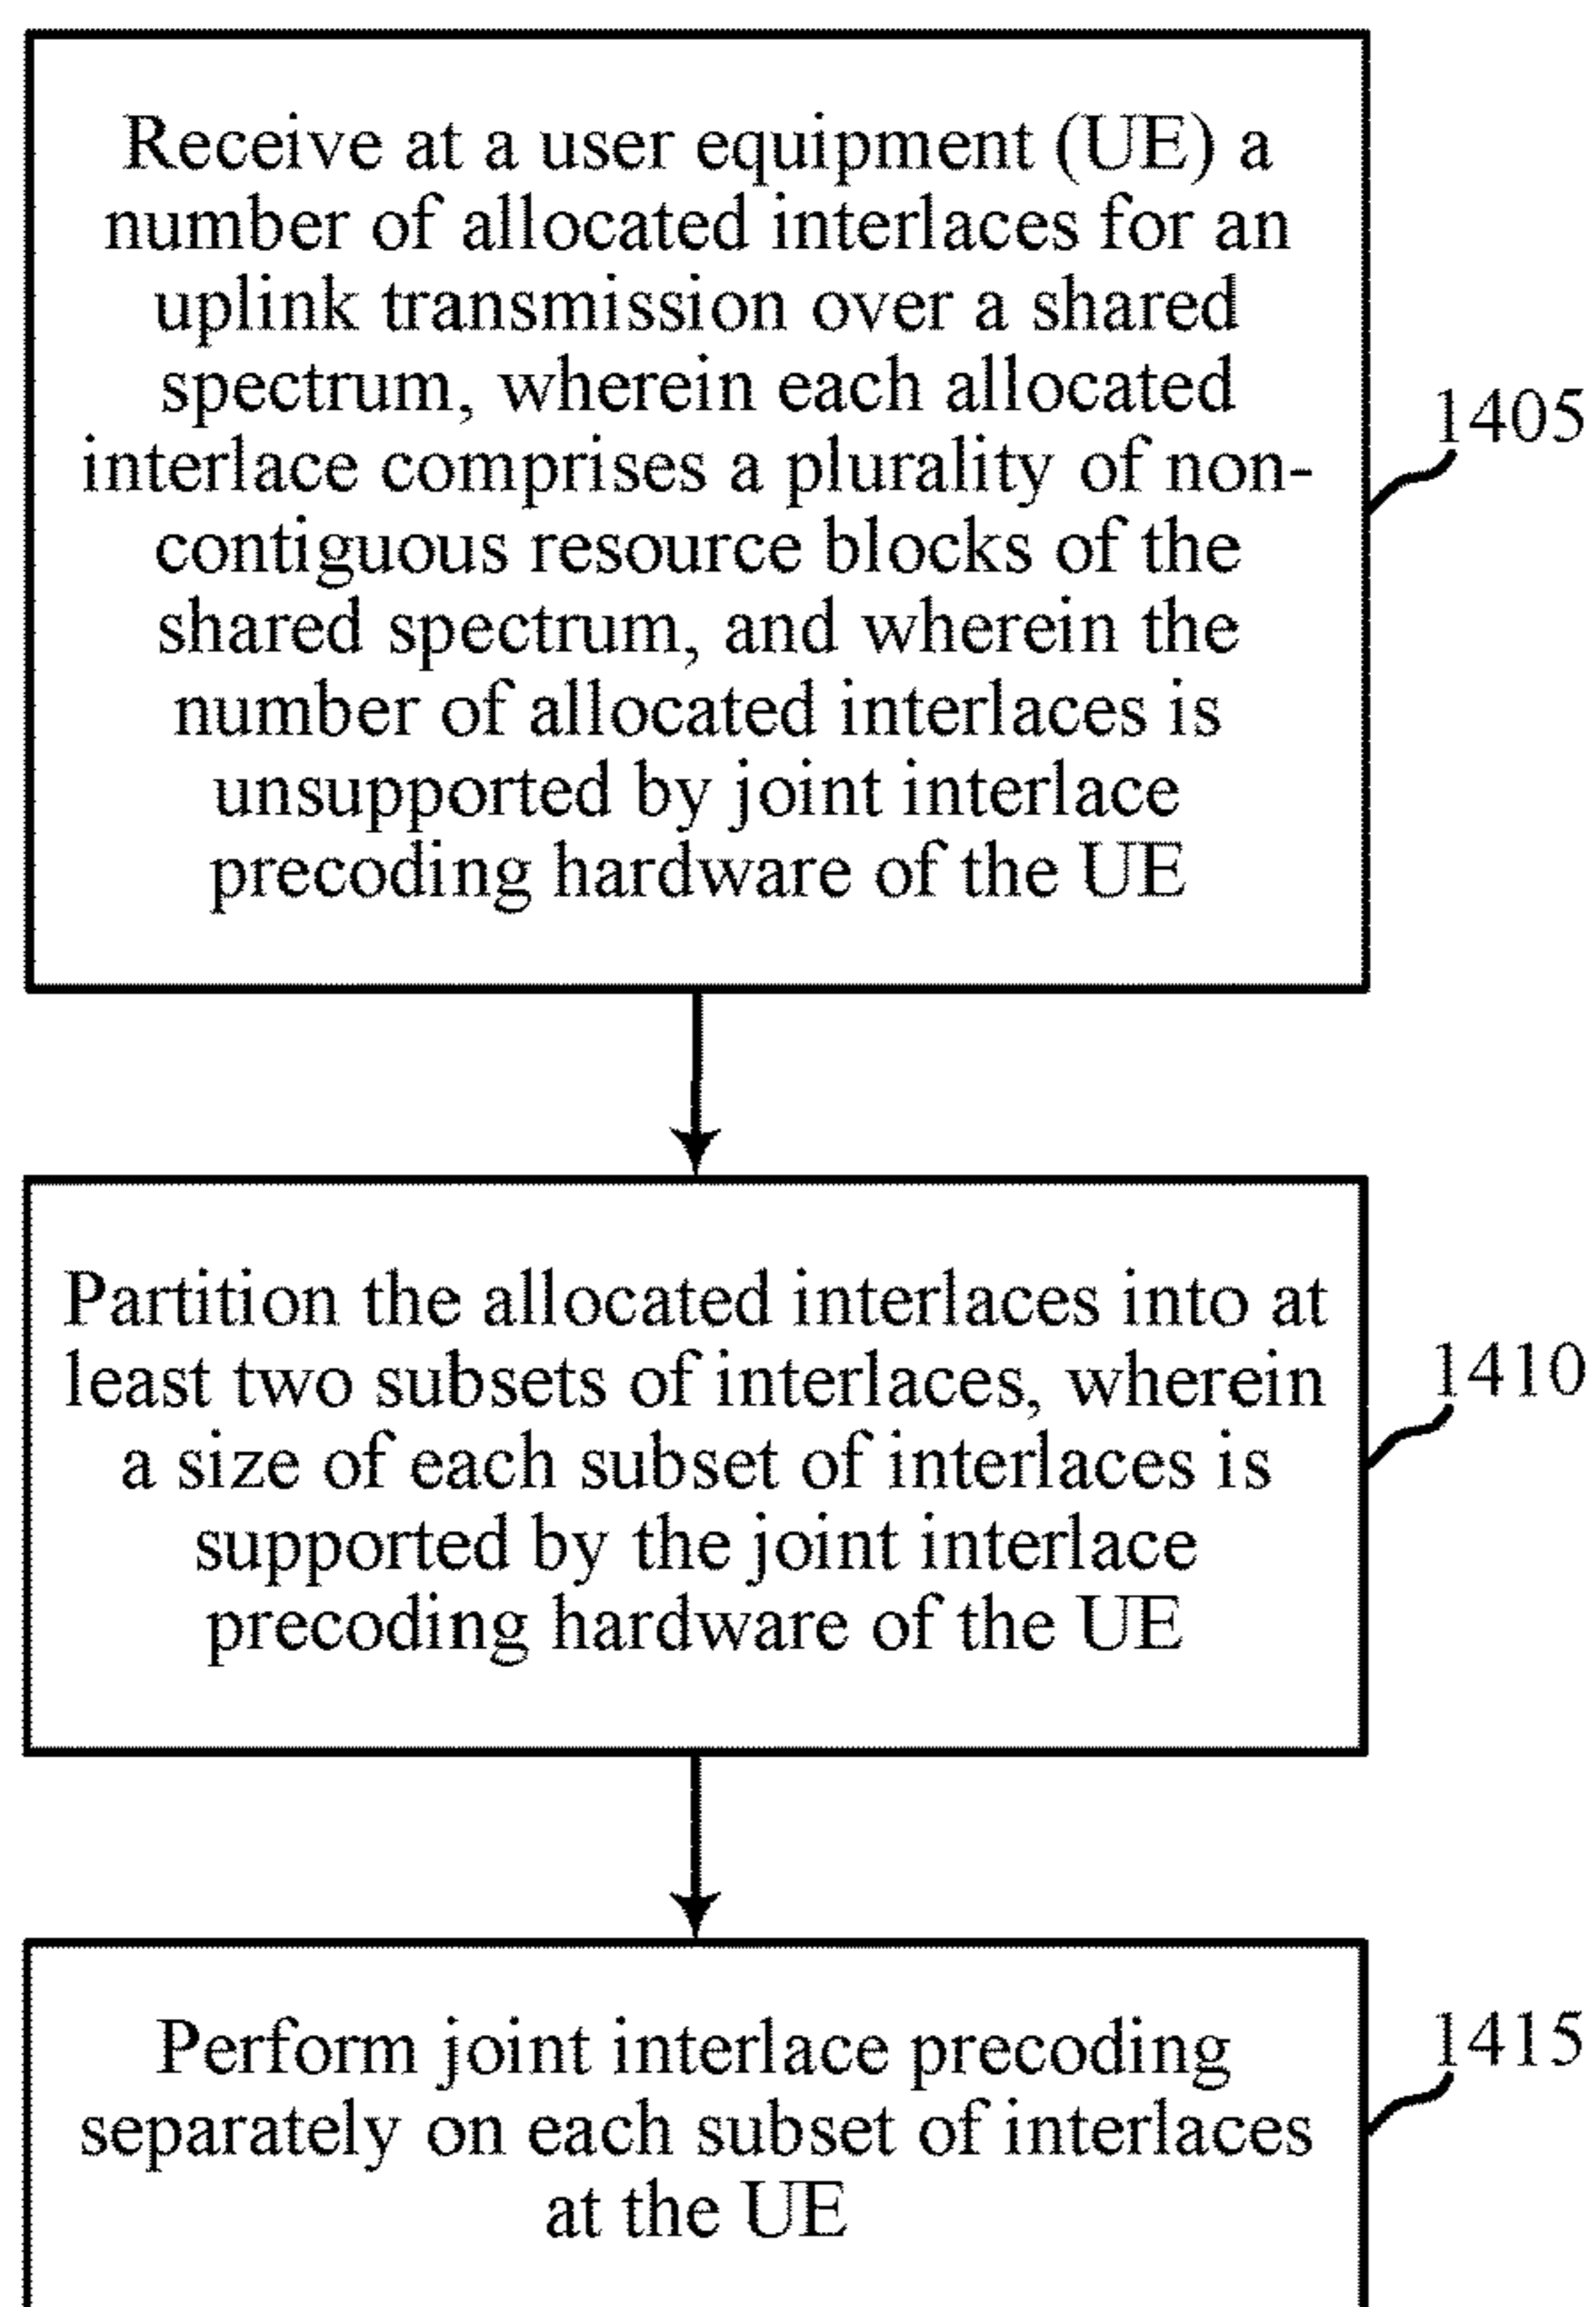 Receive at a user equipment (UE) a
number of allocated interlaces for an
uplink transmission over a shared
spectrum, wherein each allocated
interlace comprises a plurality of non-
contiguous resource blocks of the
shared spectrum, and wherein the
number of allocated interlaces is
unsupported by joint interlace
precoding hardware of the UE
1405
Partition the allocated interlaces into at
least two subsets of interlaces, wherein
a size of each subset of interlaces is
supported by the joint interlace
precoding hardware of the UE
1410
Perform joint interlace precoding
separately on each subset of interlaces
at the UE
1415